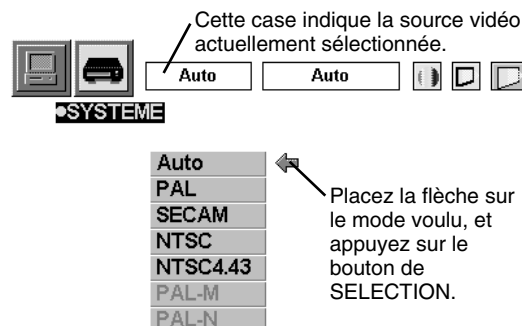 Cette case indique la source vidéo
actuellement sélectionnée.
Auto Auto
●SYSTEME
Auto
PAL
SECAM
NTSC
NTSC4.43
PAL-M
PAL-N
Placez la flèche sur
le mode voulu, et
appuyez sur le
bouton de
SELECTION.